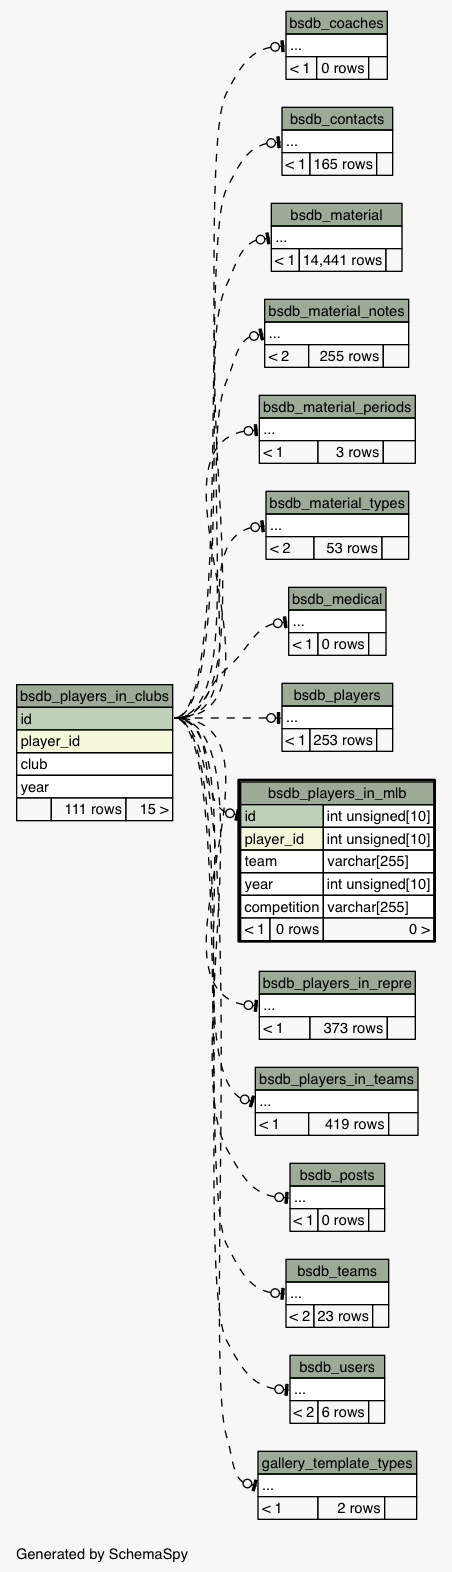 bsdb_coaches
...
< 1 0 rows
bsdb_contacts
...
< 1 165 rows
bsdb_material
...
< 1 14,441 rows
bsdb_material_notes
...
< 2 255 rows
bsdb_material_periods
...
< 1 3 rows
bsdb_material_types
...
< 2 53 rows
bsdb_medical
...
< 1 0 rows
bsdb_players_in_clubs
id
player_id
club
year
111 rows 15 >
bsdb_players
...
< 1 253 rows
bsdb_players_in_mlb
id int unsigned[10]
player_id int unsigned[10]
team varchar[255]
year int unsigned[10]
competition varchar[255]
< 1 0 rows 0 >
bsdb_players_in_repre
...
< 1 373 rows
bsdb_players_in_teams
...
< 1 419 rows
bsdb_posts
...
< 1 0 rows
bsdb_teams
...
< 2 23 rows
bsdb_users
...
< 2 6 rows
gallery_template_types
...
< 1 2 rows
Generated by SchemaSpy